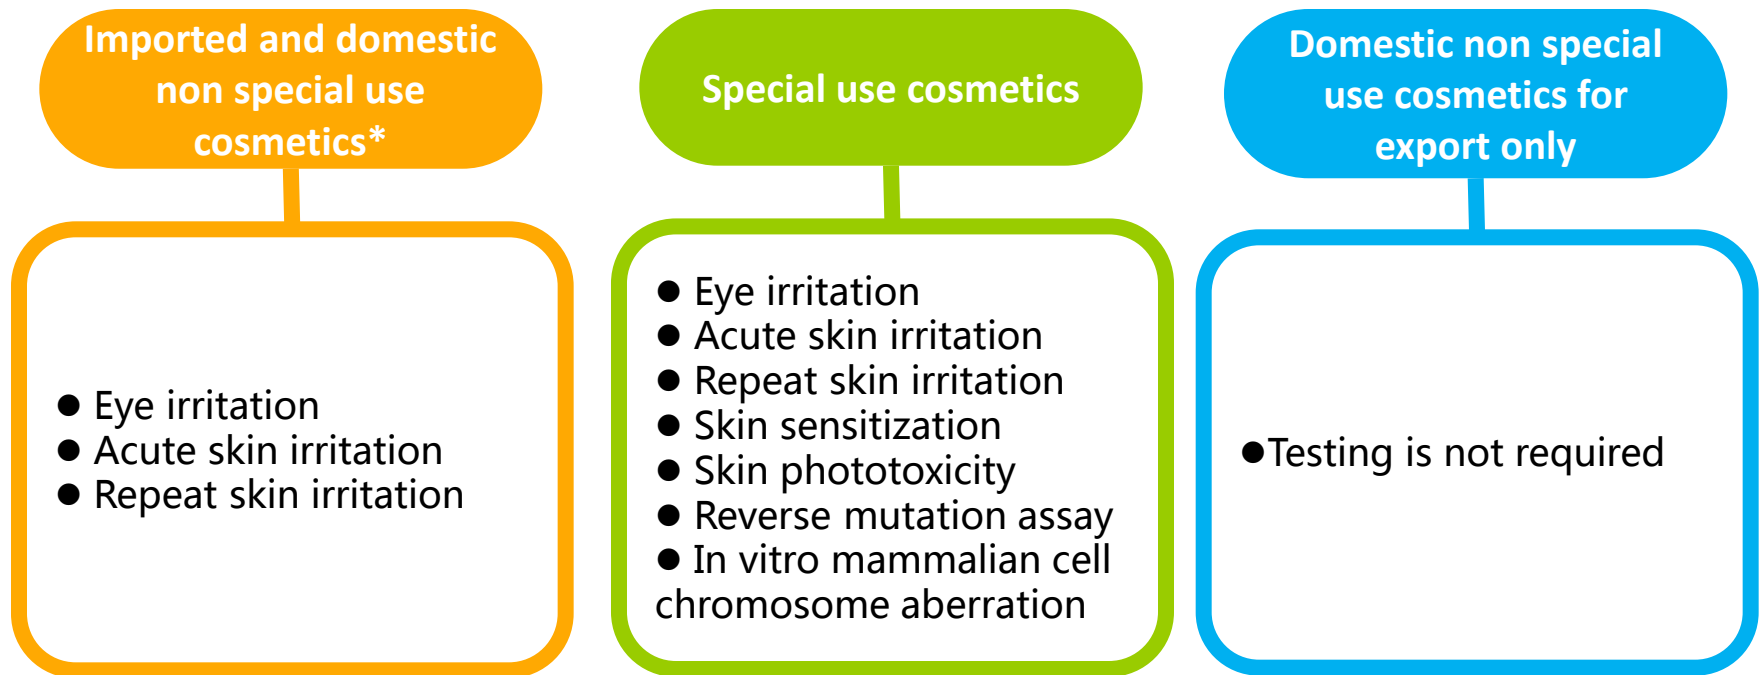 Imported and domestic
non special use
cosmetics*
● Eye irritation
● Acute skin irritation
● Repeat skin irritation
Special use cosmetics
● Eye irritation
● Acute skin irritation
● Repeat skin irritation
● Skin sensitization
● Skin phototoxicity
● Reverse mutation assay
● In vitro mammalian cell
chromosome aberration
Domestic non special
use cosmetics for
export only
●Testing is not required